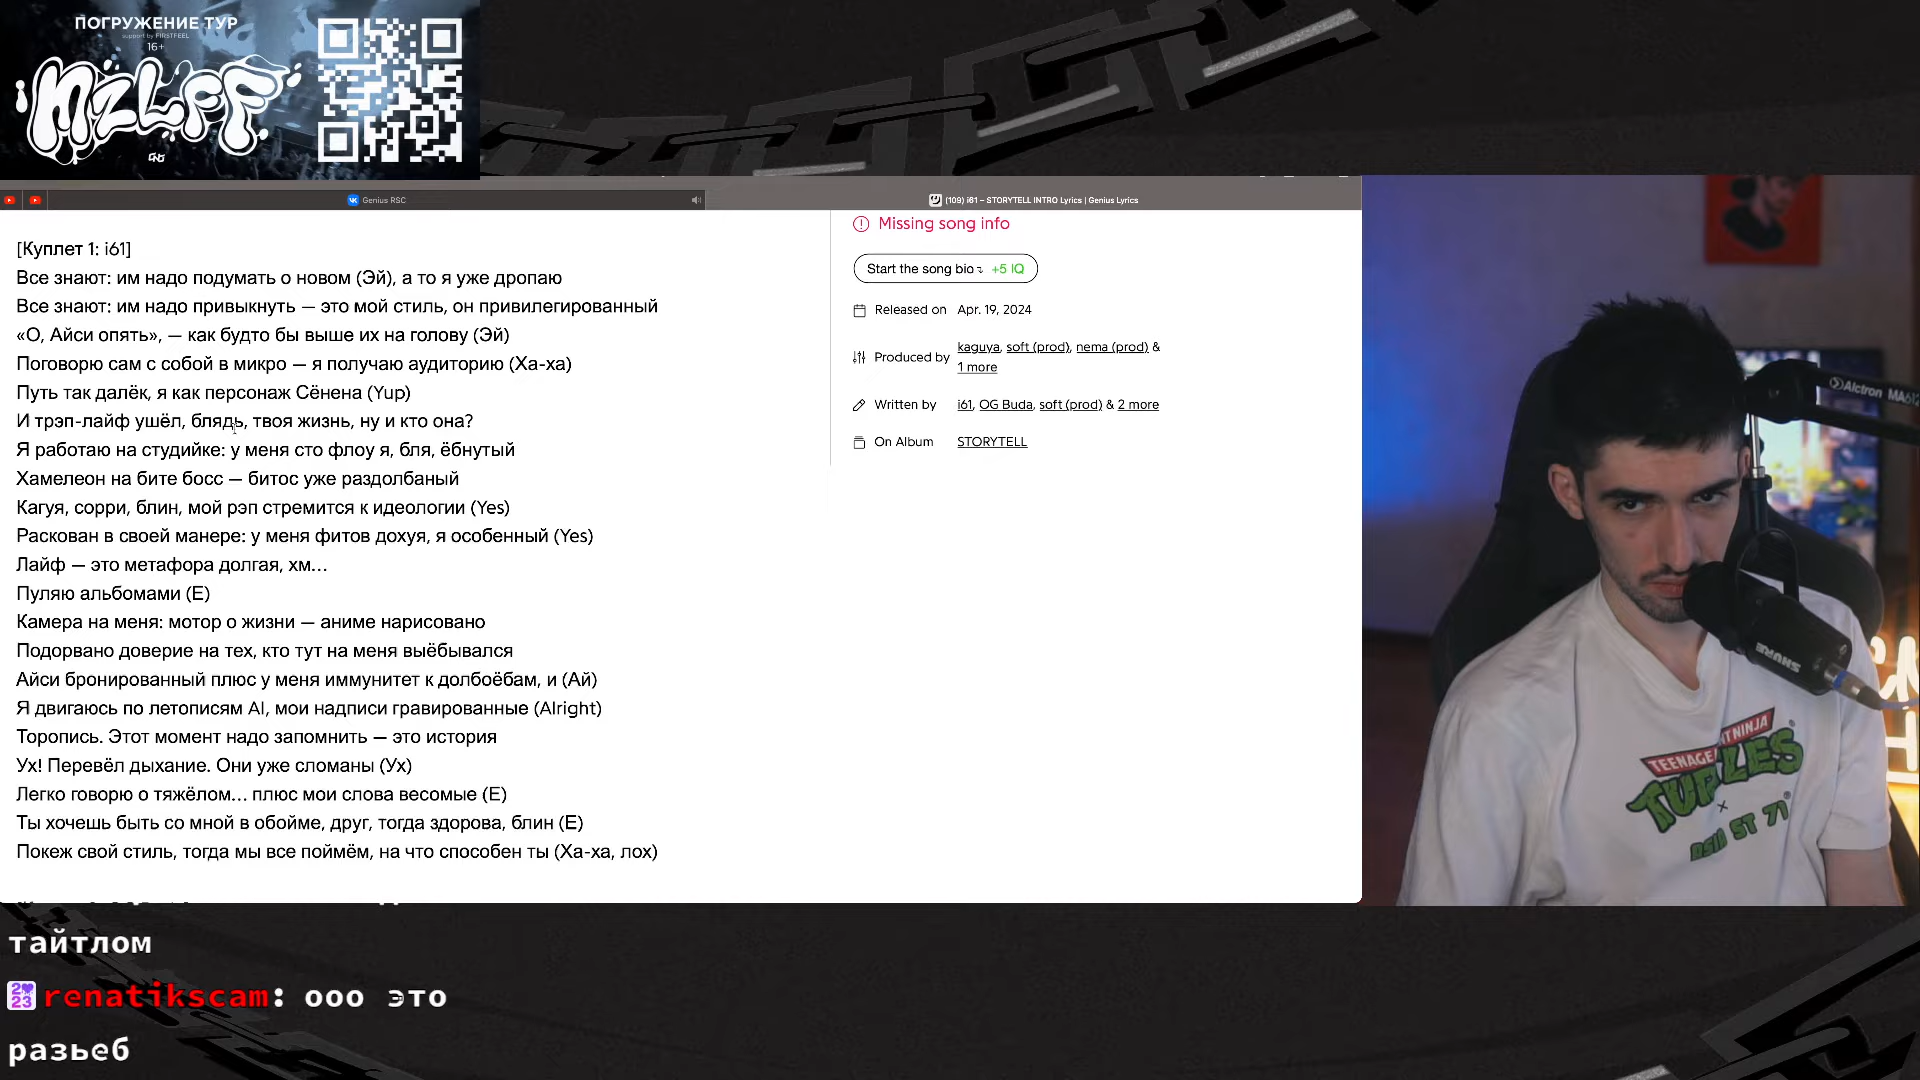 ПОГРУЖЕНИЕ ТУР
support by FIRSTFEEL
16+
MZLFF
Genius RSC
(109) i61 – STORYTELL INTRO Lyrics | Genius Lyrics
[Куплет 1: i61]
Все знают: им надо подумать о новом (Эй), а то я уже дропаю
Все знают: им надо привыкнуть — это мой стиль, он привилегированный
«О, Айси опять», — как будто бы выше их на голову (Эй)
Поговорю сам с собой в микро — я получаю аудиторию (Ха-ха)
Путь так далёк, я как персонаж Сёнена (Yup)
И трэп-лайф ушёл, блядь, твоя жизнь, ну и кто она?
Я работаю на студийке: у меня сто флоу я, бля, ёбнутый
Хамелеон на бите босс — битос уже раздолбаный
Кагуя, сорри, блин, мой рэп стремится к идеологии (Yes)
Раскован в своей манере: у меня фитов дохуя, я особенный (Yes)
Лайф — это метафора долгая, хм...
Пуляю альбомами (Е)
Камера на меня: мотор о жизни — аниме нарисовано
Подорвано доверие на тех, кто тут на меня выёбывался
Айси бронированный плюс у меня иммунитет к долбоёбам, и (Ай)
Я двигаюсь по летописям AI, мои надписи гравированные (Alright)
Торопись. Этот момент надо запомнить — это история
Ух! Перевёл дыхание. Они уже сломаны (Ух)
Легко говорю о тяжёлом... плюс мои слова весомые (Е)
Ты хочешь быть со мной в обойме, друг, тогда здорова, блин (Е)
Покеж свой стиль, тогда мы все поймём, на что способен ты (Ха-ха, лох)
Missing song info
Start the song bio +5 IQ
Released on Apr. 19, 2024
Produced by kaguya, soft (prod), nema (prod) &
1 more
Written by i61, OG Buda, soft (prod) & 2 more
On Album STORYTELL
Alctron MA612
SHURE
TEENAGE MUTANT NINJA
TURTLES
X
ВSID ST 71
тайтлом
2023
renatikscam: ооо это
разьеб